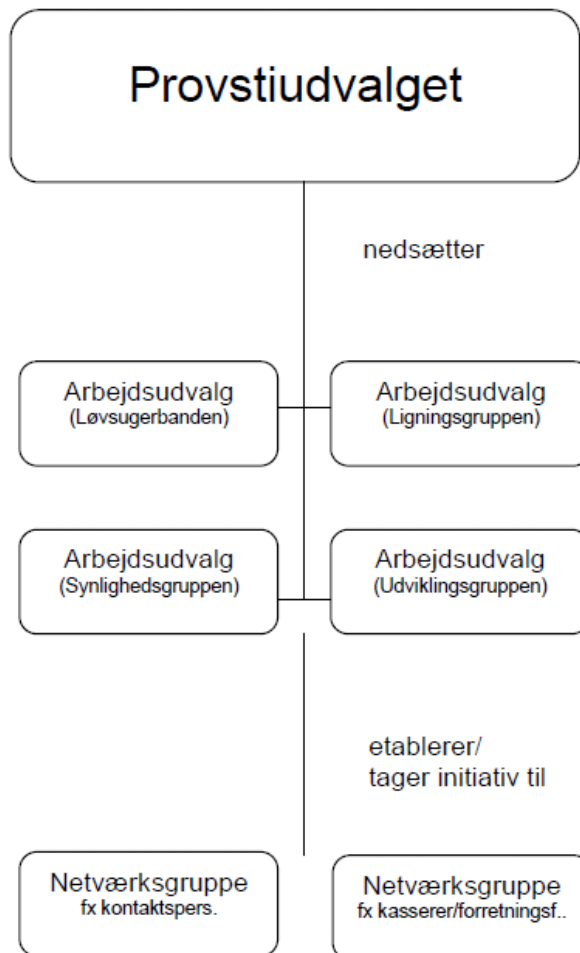 Provstiudvalget
nedsætter
Arbejdsudvalg
(Løvsugerbanden)
Arbejdsudvalg
(Ligningsgruppen)
Arbejdsudvalg
(Synlighedsgruppen)
Arbejdsudvalg
(Udviklingsgruppen)
etablerer/
tager initiativ til
Netværksgruppe
fx kontaktspers.
Netværksgruppe
fx kasserer/forretningsf..